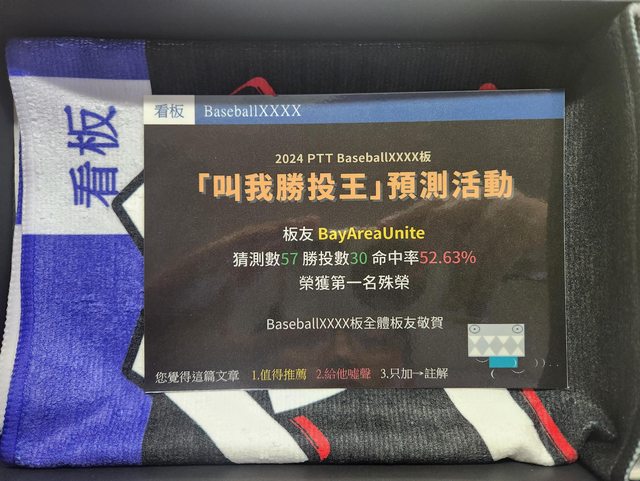 看板
看板 BaseballXXXX
2024 PTT BaseballXXXX板
「叫我勝投王」預測活動
板友 BayAreaUnite
猜測數57 勝投數30 命中率52.63%
榮獲第一名殊榮
BaseballXXXX板全體板友敬賀
您覺得這篇文章 1.值得推薦 2.給他噓聲 3.只加→註解